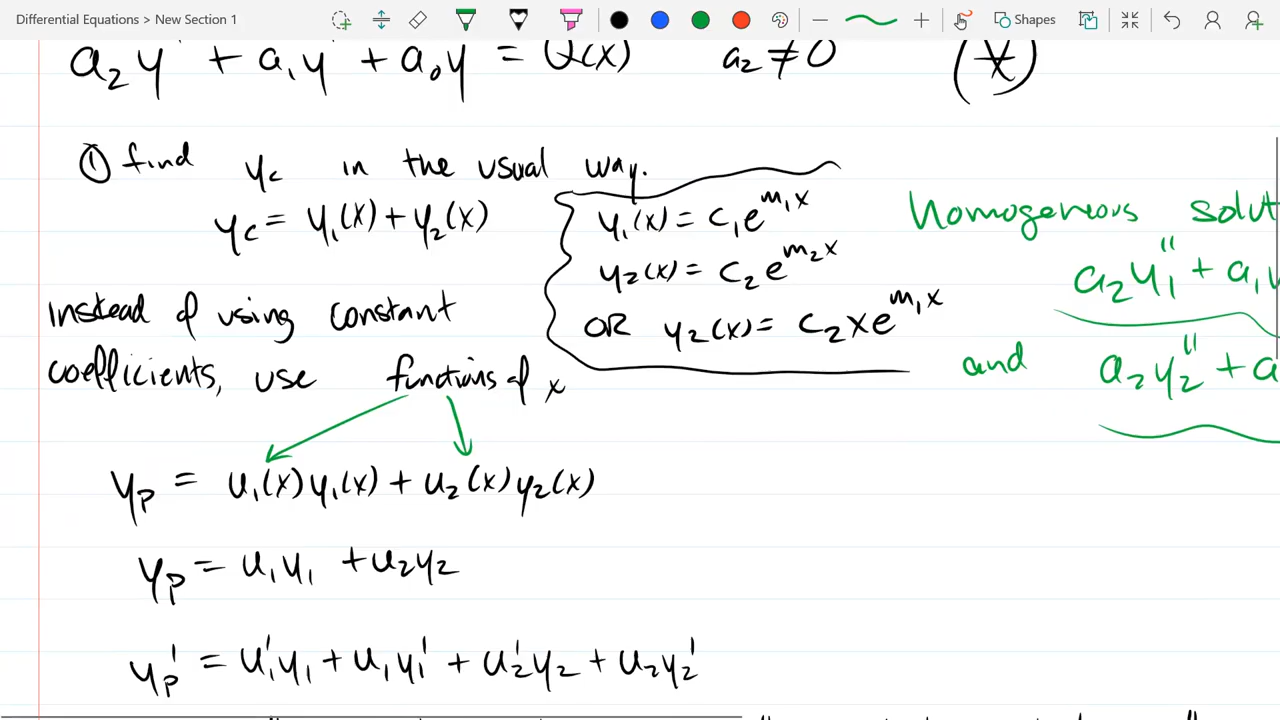 Differential Equations > New Section 1
Shapes
a₂y'' + a₁y' + a₀y = Q(x) a₂ ≠ 0 (*)
① find y_c in the usual way.
y_c = y₁(x) + y₂(x)
y₁(x) = c₁e^{m₁x}
y₂(x) = c₂e^{m₂x}
OR y₂(x) = c₂xe^{m₁x}
homogeneous solut
a₂y₁'' + a₁y
and a₂y₂'' + a
instead of using constant
coefficients, use functions of x
y_p = u₁(x)y₁(x) + u₂(x)y₂(x)
y_p = u₁y₁ + u₂y₂
y_p' = u₁'y₁ + u₁y₁' + u₂'y₂ + u₂y₂'